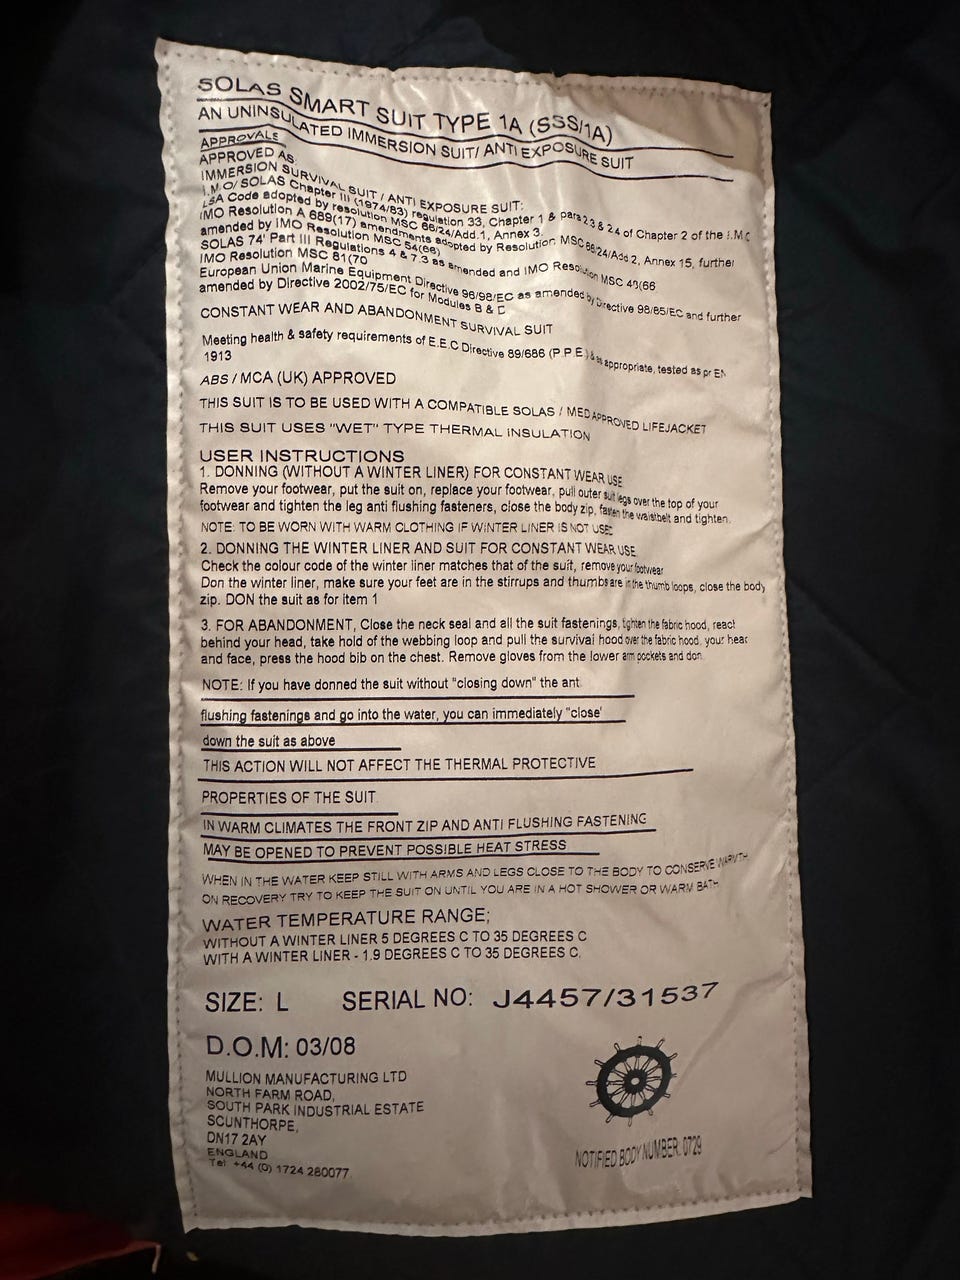 SOLAS SMART SUIT TYPE 1A (SSS/1A)
AN UNINSULATED IMMERSION SUIT/ ANTI EXPOSURE SUIT
APPROVALS
APPROVED AS:
IMMERSION SURVIVAL SUIT / ANTI EXPOSURE SUIT:
I.M.O/ SOLAS Chapter III (1974/83) regulation 33, Chapter 1 & para 2.3 & 2.4 of Chapter 2 of the I.M.O
LSA Code adopted by resolution MSC 66/24/Add.1, Annex 3.
IMO Resolution A 689(17) amendments adopted by Resolution MSC 66/24/Add 2, Annex 15, further
amended by IMO Resolution MSC 54(66)
SOLAS 74' Part III Regulations 4 & 7.3 as amended and IMO Resolution MSC 48(66
IMO Resolution MSC 81(70
European Union Marine Equipment Directive 96/98/EC as amended by Directive 98/85/EC and further
amended by Directive 2002/75/EC for Modules B & C
CONSTANT WEAR AND ABANDONMENT SURVIVAL SUIT
Meeting health & safety requirements of E.E.C Directive 89/686 (P.P.E.) & as appropriate, tested as pr EN
1913
ABS / MCA (UK) APPROVED
THIS SUIT IS TO BE USED WITH A COMPATIBLE SOLAS / MED APPROVED LIFEJACKET
THIS SUIT USES "WET" TYPE THERMAL INSULATION
USER INSTRUCTIONS
1. DONNING (WITHOUT A WINTER LINER) FOR CONSTANT WEAR USE
Remove your footwear, put the suit on, replace your footwear, pull outer suit legs over the top of your
footwear and tighten the leg anti flushing fasteners, close the body zip, fasten the waistbelt and tighten.
NOTE: TO BE WORN WITH WARM CLOTHING IF WINTER LINER IS NOT USED
2. DONNING THE WINTER LINER AND SUIT FOR CONSTANT WEAR USE
Check the colour code of the winter liner matches that of the suit, remove your footwear
Don the winter liner, make sure your feet are in the stirrups and thumbs are in the thumb loops, close the body
zip. DON the suit as for item 1
3. FOR ABANDONMENT, Close the neck seal and all the suit fastenings, tighten the fabric hood, react
behind your head, take hold of the webbing loop and pull the survival hood over the fabric hood, your head
and face, press the hood bib on the chest. Remove gloves from the lower arm pockets and don.
NOTE: If you have donned the suit without "closing down" the ant
flushing fastenings and go into the water, you can immediately "close'
down the suit as above
THIS ACTION WILL NOT AFFECT THE THERMAL PROTECTIVE
PROPERTIES OF THE SUIT.
IN WARM CLIMATES THE FRONT ZIP AND ANTI FLUSHING FASTENING
MAY BE OPENED TO PREVENT POSSIBLE HEAT STRESS
WHEN IN THE WATER KEEP STILL WITH ARMS AND LEGS CLOSE TO THE BODY TO CONSERVE WARMTH
ON RECOVERY TRY TO KEEP THE SUIT ON UNTIL YOU ARE IN A HOT SHOWER OR WARM BATH
WATER TEMPERATURE RANGE;
WITHOUT A WINTER LINER 5 DEGREES C TO 35 DEGREES C
WITH A WINTER LINER - 1.9 DEGREES C TO 35 DEGREES C.
SIZE: L SERIAL NO: J4457/31537
D.O.M: 03/08
MULLION MANUFACTURING LTD
NORTH FARM ROAD,
SOUTH PARK INDUSTRIAL ESTATE
SCUNTHORPE,
DN17 2AY
ENGLAND
Tel +44 (0) 1724 280077
NOTIFIED BODY NUMBER. 0729